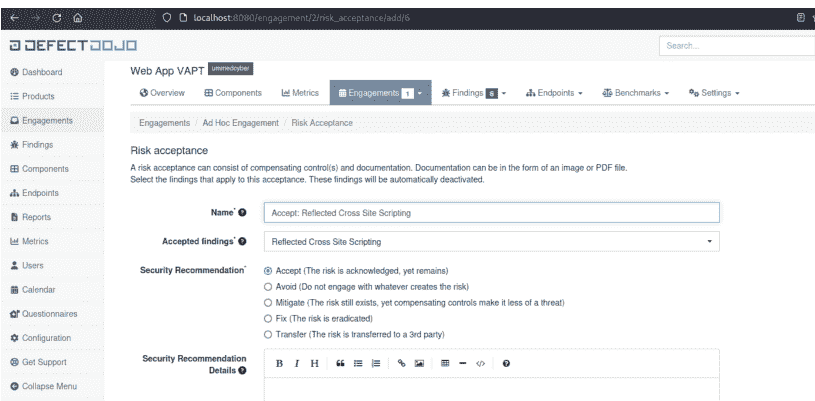 localhost:8080/engagement/2/risk_acceptance/add/6
DEFECTDOJO
Search...
Dashboard
Products
Engagements
Findings
Components
Endpoints
Reports
Metrics
Users
Calendar
Questionnaires
Configuration
Get Support
Collapse Menu
Web App VAPT
Overview
Components
Metrics
Engagements 1
Findings 6
Endpoints
Benchmarks
Settings
Engagements / Ad Hoc Engagement / Risk Acceptance
Risk acceptance
A risk acceptance can consist of compensating control(s) and documentation. Documentation can be in the form of an image or PDF file.
Select the findings that apply to this acceptance. These findings will be automatically deactivated.
Name*
Accept: Reflected Cross Site Scripting
Accepted findings*
Reflected Cross Site Scripting
Security Recommendation*
Accept (The risk is acknowledged, yet remains)
Avoid (Do not engage with whatever creates the risk)
Mitigate (The risk still exists, yet compensating controls make it less of a threat)
Fix (The risk is eradicated)
Transfer (The risk is transferred to a 3rd party)
Security Recommendation
Details
B I H